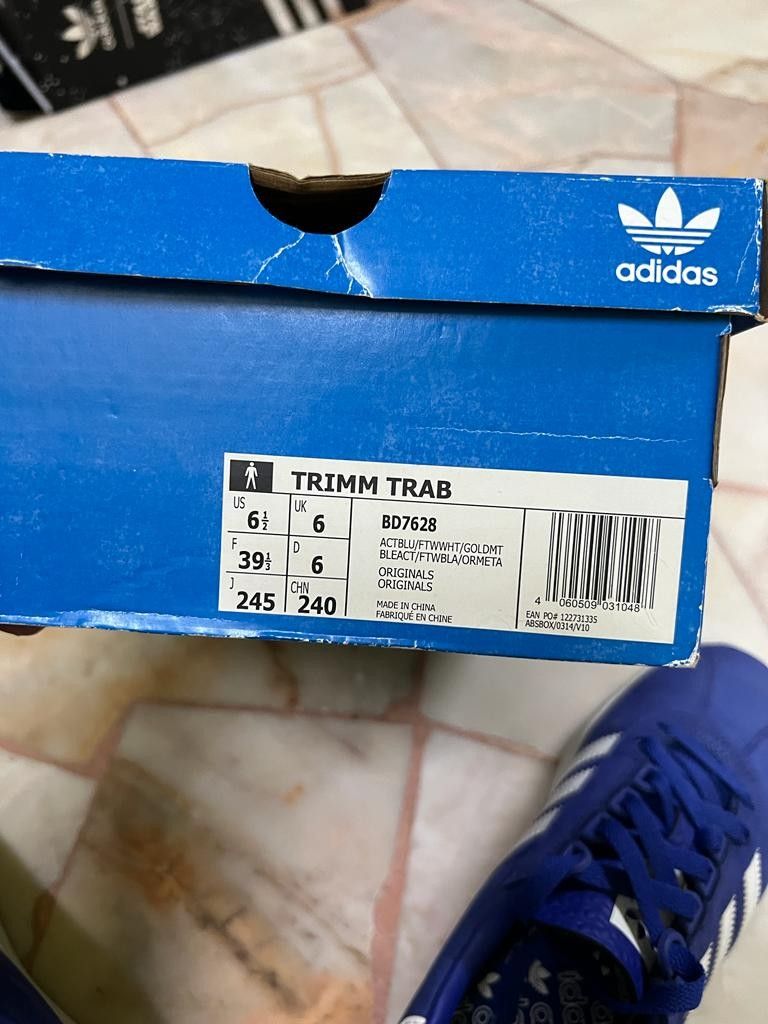 adidas
adidas
TRIMM TRAB
US
6½
UK
6
F
39⅓
D
6
J
245
CHN
240
BD7628
ACTBLU/FTWWHT/GOLDMT
BLEACT/FTWBLA/ORMETA
ORIGINALS
ORIGINALS
MADE IN CHINA
FABRIQUÉ EN CHINE
4 060509 031048
EAN PO# 122731335
ABSBOX/0314/V10